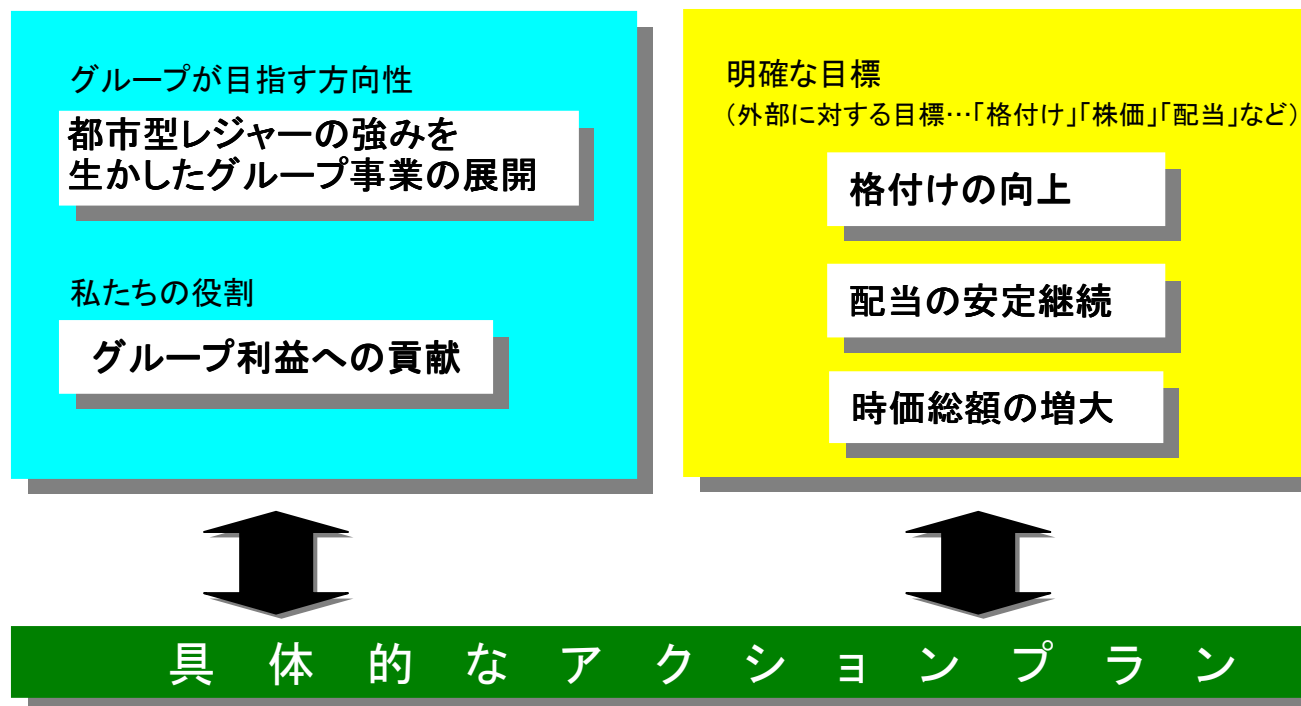 グループが目指す方向性
都市型レジャーの強みを
生かしたグループ事業の展開
私たちの役割
グループ利益への貢献
明確な目標
(外部に対する目標…「格付け」「株価」「配当」など)
格付けの向上
配当の安定継続
時価総額の増大
具体的なアクションプラン